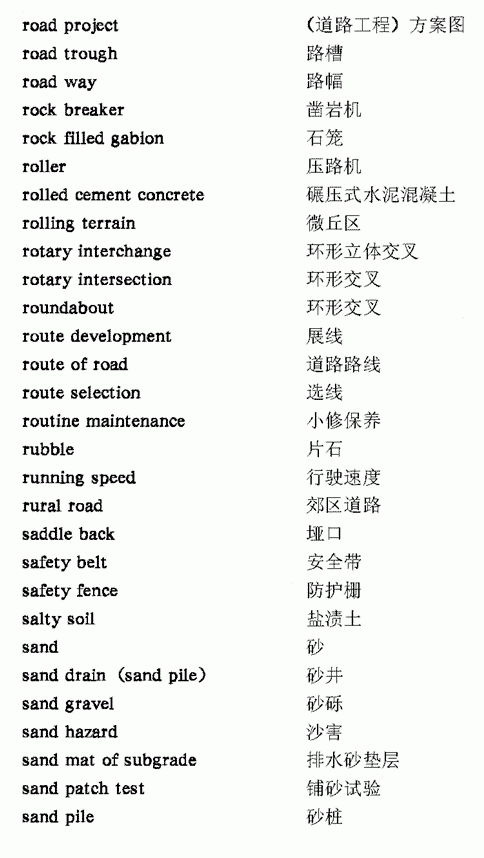 road project （道路工程）方案图
road trough 路槽
road way 路幅
rock breaker 凿岩机
rock filled gabion 石笼
roller 压路机
rolled cement concrete 碾压式水泥混凝土
rolling terrain 微丘区
rotary interchange 环形立体交叉
rotary intersection 环形交叉
roundabout 环形交叉
route development 展线
route of road 道路路线
route selection 选线
routine maintenance 小修保养
rubble 片石
running speed 行驶速度
rural road 郊区道路
saddle back 垭口
safety belt 安全带
safety fence 防护栅
salty soil 盐渍土
sand 砂
sand drain（sand pile） 砂井
sand gravel 砂砾
sand hazard 沙害
sand mat of subgrade 排水砂垫层
sand patch test 铺砂试验
sand pile 砂桩